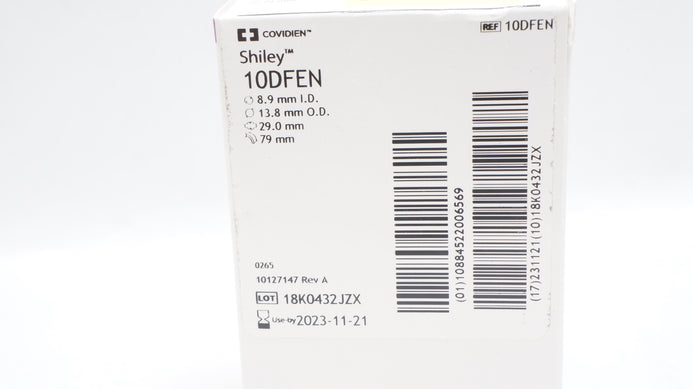 COVIDIEN™
REF 10DFEN
Shiley™
10DFEN
8.9 mm I.D.
13.8 mm O.D.
29.0 mm
79 mm
(01)10884522006569
(17)231121(10)18K0432JZX
0265
10127147 Rev A
LOT 18K0432JZX
Use-by 2023-11-21